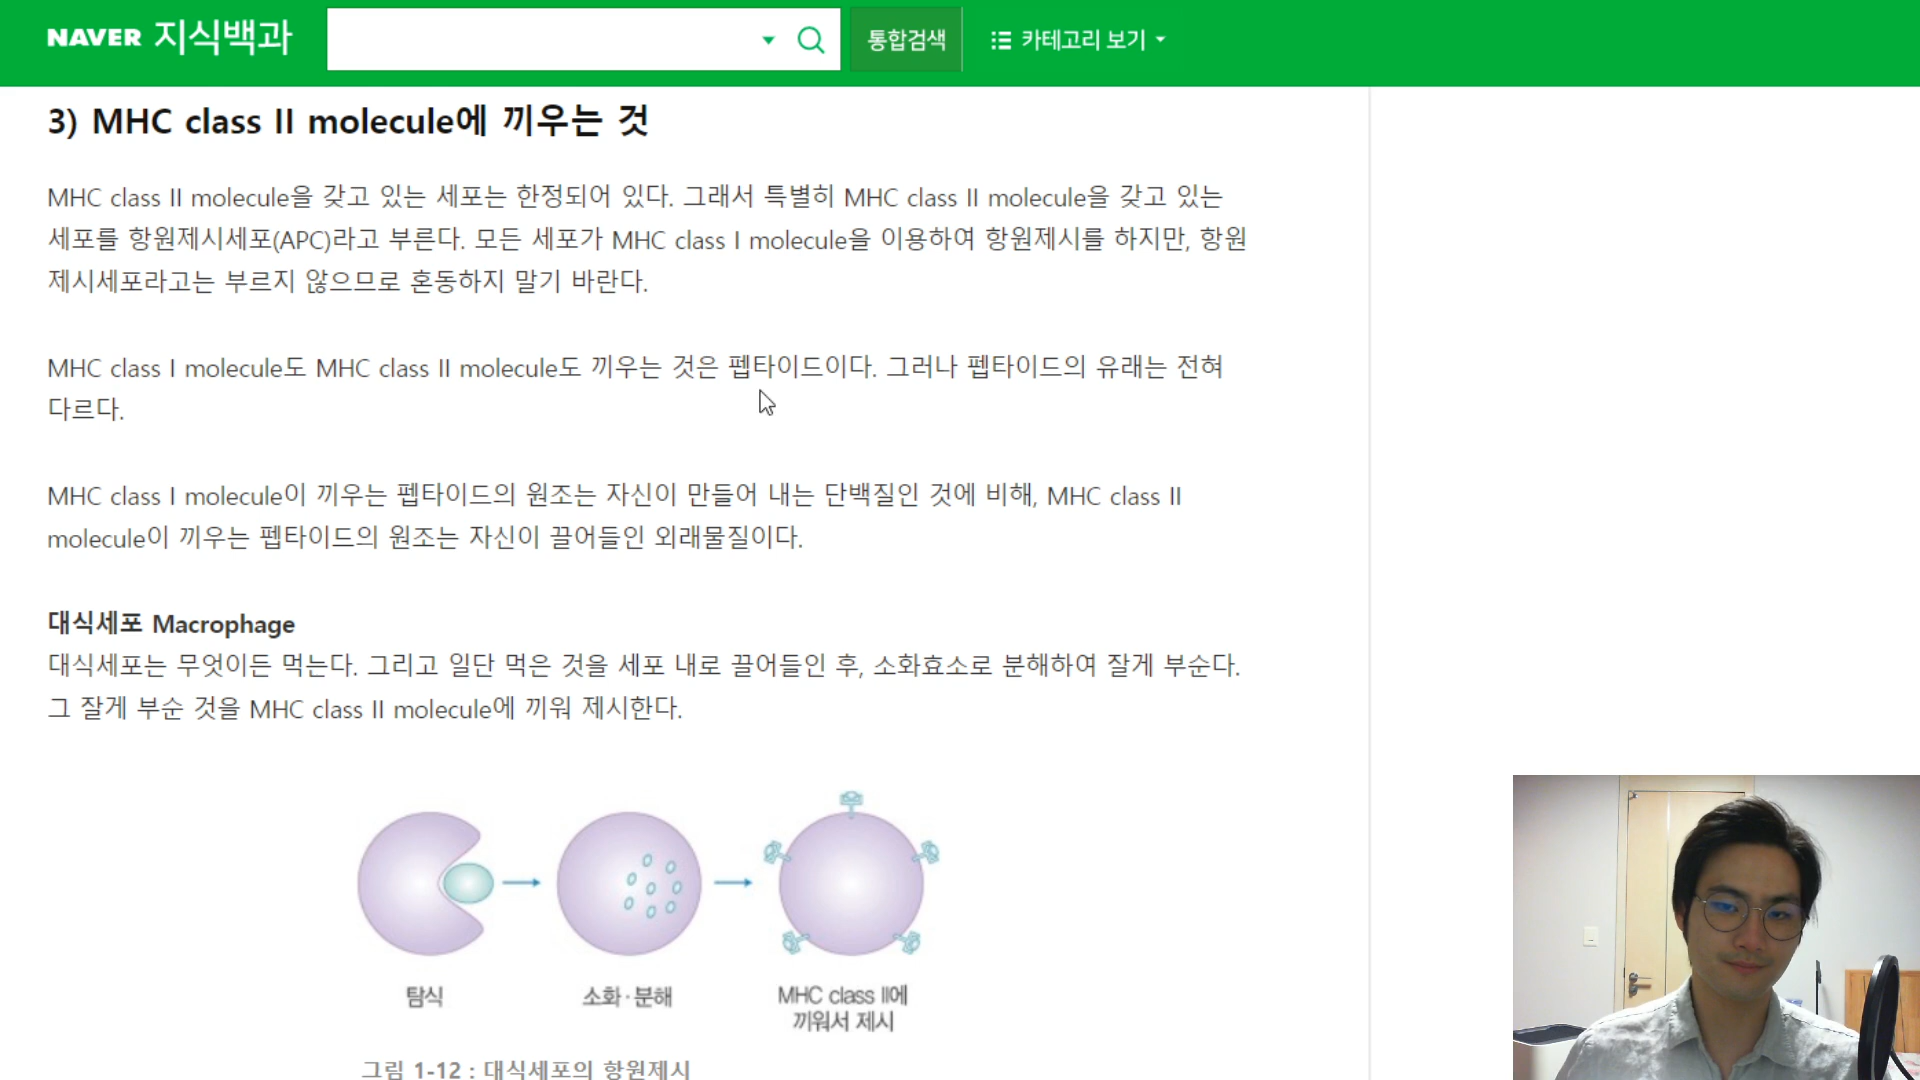 NAVER 지식백과
통합검색
카테고리 보기
3) MHC class II molecule에 끼우는 것
MHC class II molecule을 갖고 있는 세포는 한정되어 있다. 그래서 특별히 MHC class II molecule을 갖고 있는
세포를 항원제시세포(APC)라고 부른다. 모든 세포가 MHC class I molecule을 이용하여 항원제시를 하지만, 항원
제시세포라고는 부르지 않으므로 혼동하지 말기 바란다.
MHC class I molecule도 MHC class II molecule도 끼우는 것은 펩타이드이다. 그러나 펩타이드의 유래는 전혀
다르다.
MHC class I molecule이 끼우는 펩타이드의 원조는 자신이 만들어 내는 단백질인 것에 비해, MHC class II
molecule이 끼우는 펩타이드의 원조는 자신이 끌어들인 외래물질이다.
대식세포 Macrophage
대식세포는 무엇이든 먹는다. 그리고 일단 먹은 것을 세포 내로 끌어들인 후, 소화효소로 분해하여 잘게 부순다.
그 잘게 부순 것을 MHC class II molecule에 끼워 제시한다.
탐식
소화·분해
MHC class II에
끼워서 제시
그림 1-12 : 대식세포의 항원제시